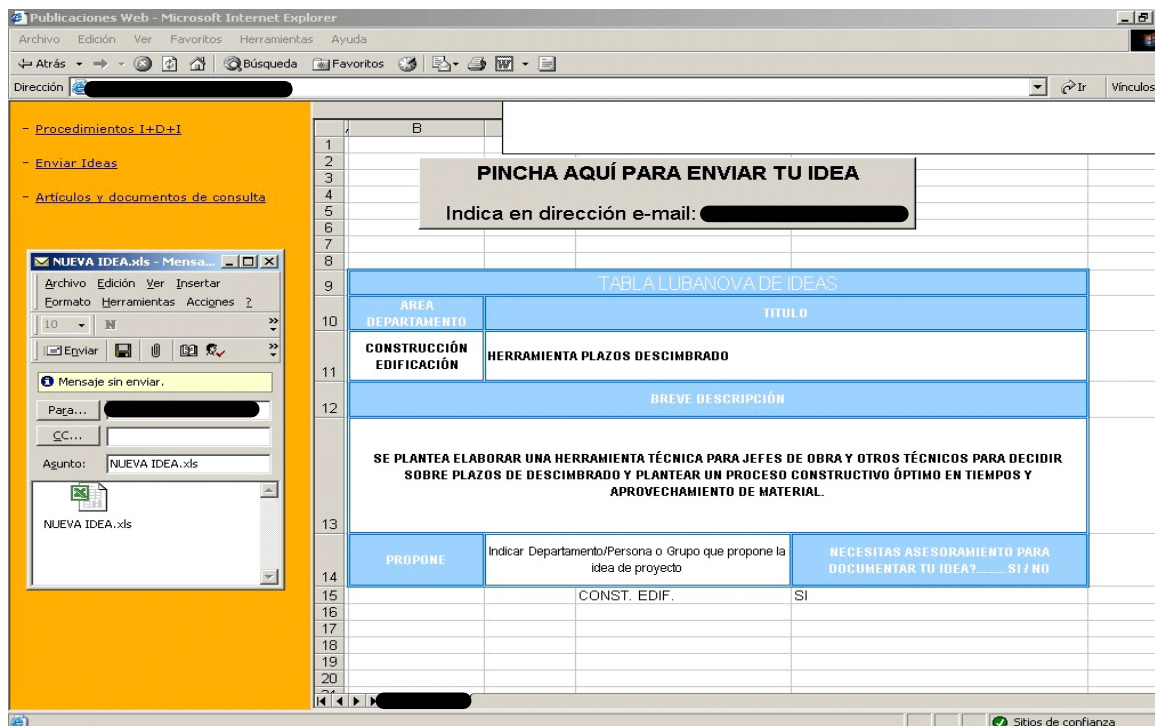 Publicaciones Web - Microsoft Internet Explorer
Archivo Edición Ver Favoritos Herramientas Ayuda
Atrás Búsqueda Favoritos
Dirección Ir Vínculos
- Procedimientos I+D+I
- Enviar Ideas
- Artículos y documentos de consulta
NUEVA IDEA.xls - Mensa...
Archivo Edición Ver Insertar
Formato Herramientas Acciones ?
10 N
Enviar
Mensaje sin enviar.
Para...
CC...
Asunto: NUEVA IDEA.xls
NUEVA IDEA.xls
B
1
2
3
4
5
6
7
8
PINCHA AQUÍ PARA ENVIAR TU IDEA
Indica en dirección e-mail:
9 TABLA LUBANOVA DE IDEAS
AREA
10 DEPARTAMENTO TITULO
CONSTRUCCIÓN
EDIFICACIÓN
11 HERRAMIENTA PLAZOS DESCIMBRADO
12 BREVE DESCRIPCIÓN
SE PLANTEA ELABORAR UNA HERRAMIENTA TÉCNICA PARA JEFES DE OBRA Y OTROS TÉCNICOS PARA DECIDIR
SOBRE PLAZOS DE DESCIMBRADO Y PLANTEAR UN PROCESO CONSTRUCTIVO ÓPTIMO EN TIEMPOS Y
APROVECHAMIENTO DE MATERIAL.
13
PROPONE
Indicar Departamento/Persona o Grupo que propone la
idea de proyecto
NECESITAS ASESORAMIENTO PARA
DOCUMENTAR TU IDEA?.........SI / NO
14
15 CONST. EDIF. SI
16
17
18
19
20
Sitios de confianza